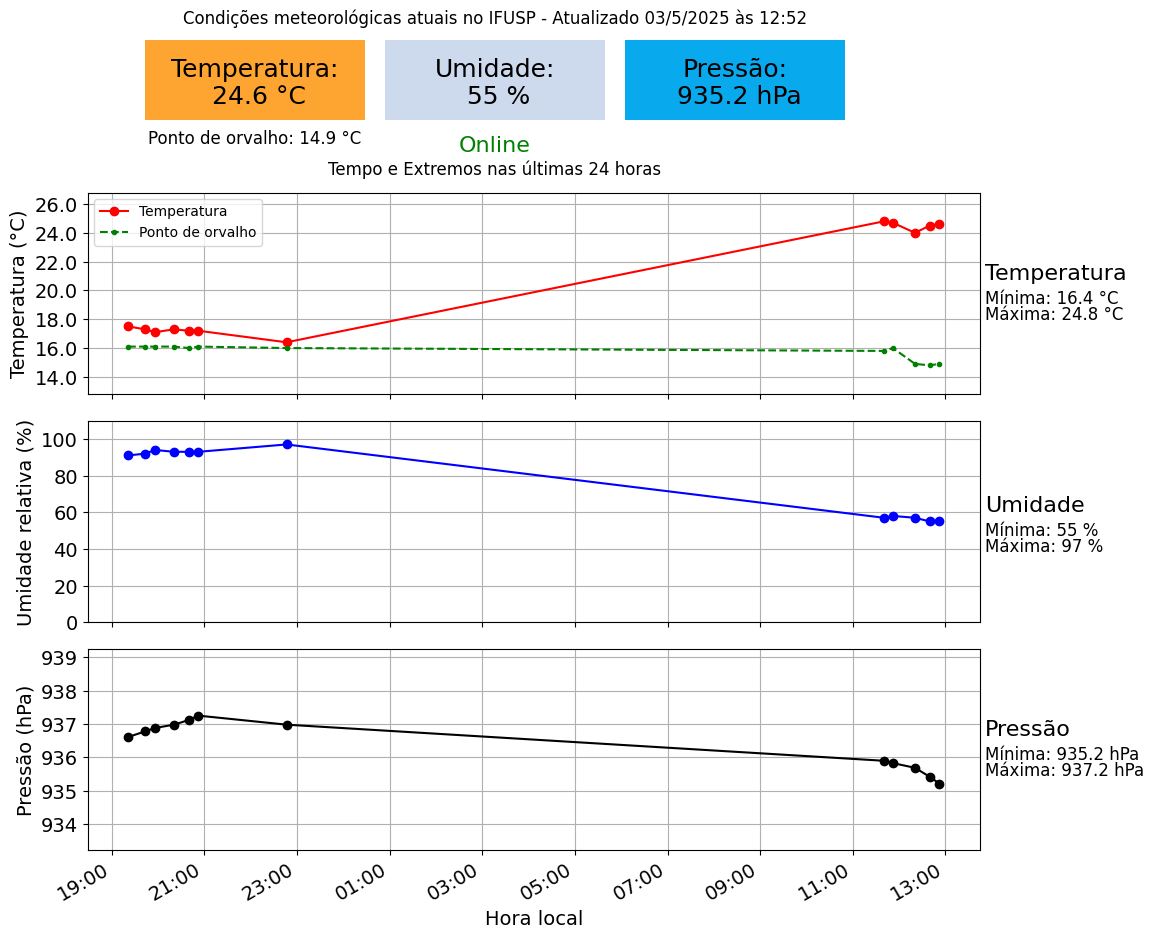 Condições meteorológicas atuais no IFUSP - Atualizado 03/5/2025 às 12:52
Temperatura:
24.6 °C
Umidade:
55 %
Pressão:
935.2 hPa
Ponto de orvalho: 14.9 °C
Online
Tempo e Extremos nas últimas 24 horas
Temperatura (°C)
26.0
24.0
22.0
20.0
18.0
16.0
14.0
Temperatura
Ponto de orvalho
Temperatura
Mínima: 16.4 °C
Máxima: 24.8 °C
Umidade relativa (%)
100
80
60
40
20
0
Umidade
Mínima: 55 %
Máxima: 97 %
Pressão (hPa)
939
938
937
936
935
934
Pressão
Mínima: 935.2 hPa
Máxima: 937.2 hPa
19:00
21:00
23:00
01:00
03:00
05:00
07:00
09:00
11:00
13:00
Hora local